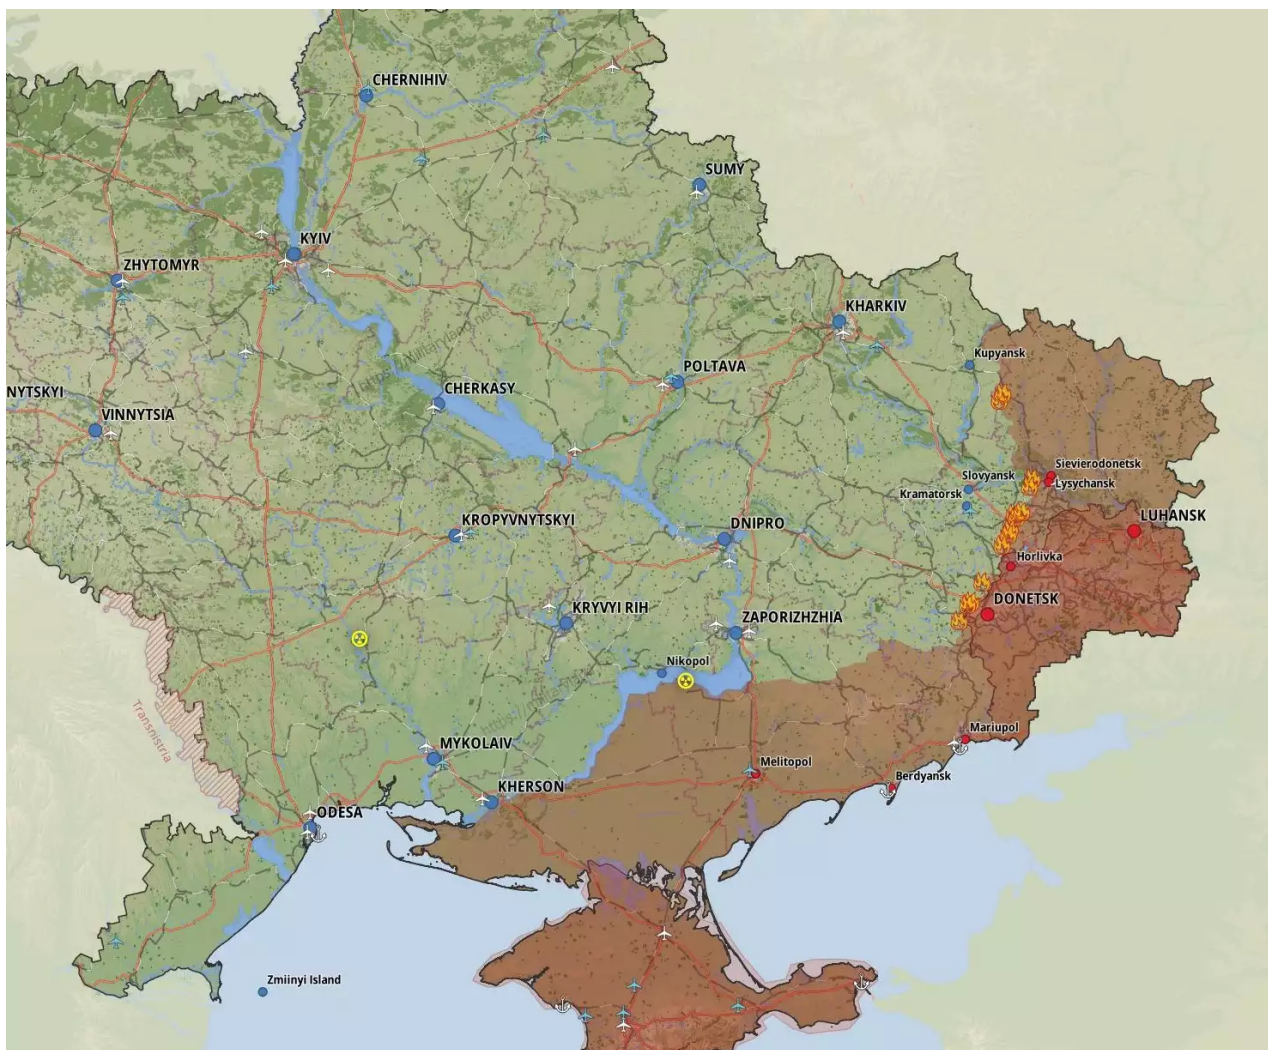 CHERNIHIV
SUMY
KYIV
ZHYTOMYR
KHARKIV
Kupyansk
POLTAVA
CHERKASY
NYTSKYI
VINNYTSIA
Sievierodonetsk
Slovyansk
Lysychansk
Kramatorsk
LUHANSK
KROPYVNYTSKYI
DNIPRO
Horlivka
DONETSK
KRYVYI RIH
ZAPORIZHZHIA
Nikopol
Transnistria
Mariupol
MYKOLAIV
Melitopol
Berdyansk
KHERSON
ODESA
Zmiinyi Island